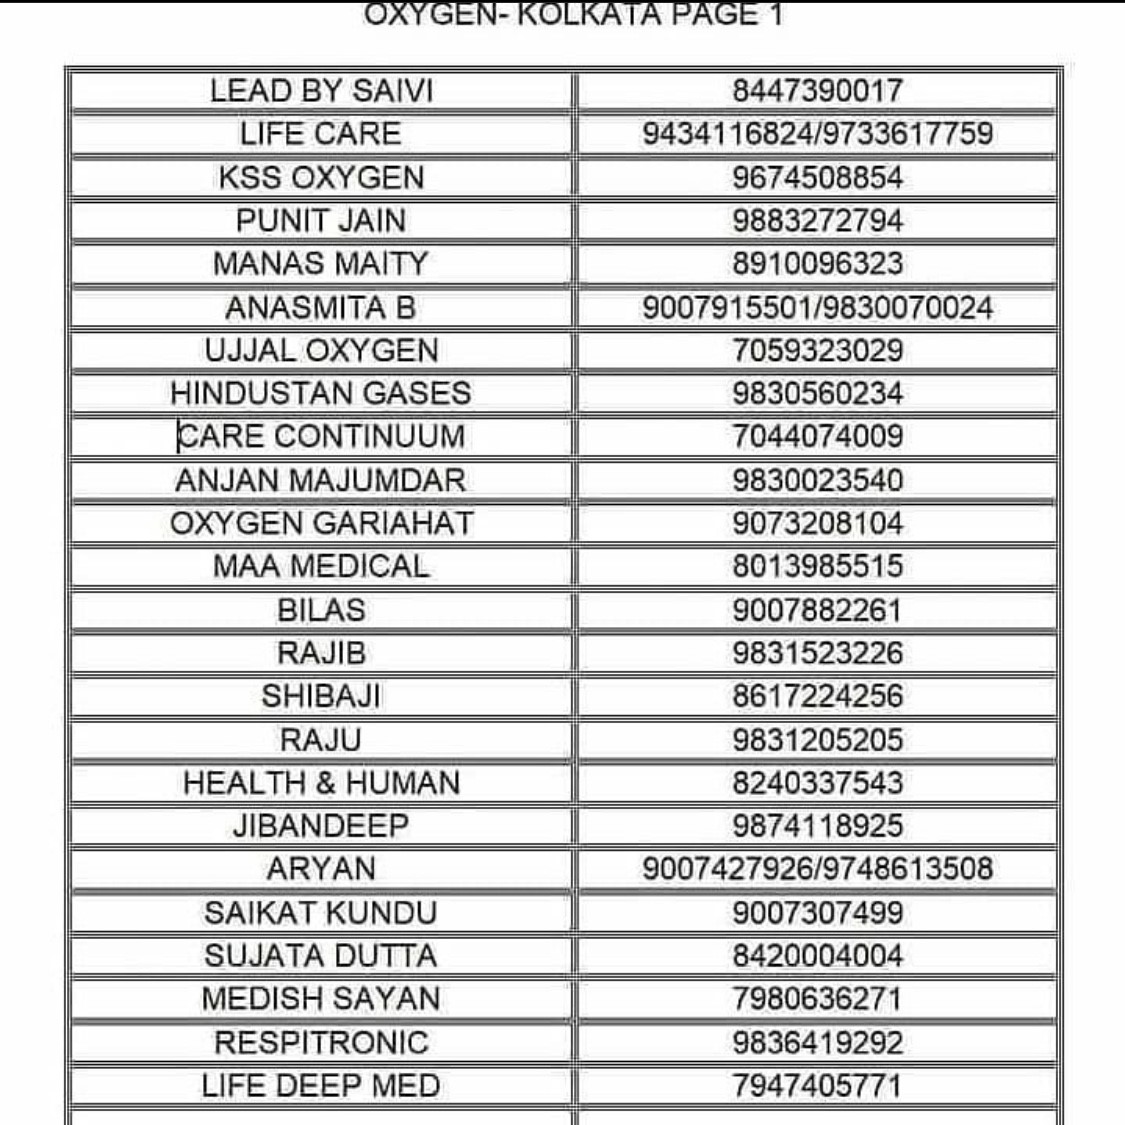 OXYGEN- KOLKATA PAGE 1
LEAD BY SAIVI 8447390017
LIFE CARE 9434116824/9733617759
KSS OXYGEN 9674508854
PUNIT JAIN 9883272794
MANAS MAITY 8910096323
ANASMITA B 9007915501/9830070024
UJJAL OXYGEN 7059323029
HINDUSTAN GASES 9830560234
CARE CONTINUUM 7044074009
ANJAN MAJUMDAR 9830023540
OXYGEN GARIAHAT 9073208104
MAA MEDICAL 8013985515
BILAS 9007882261
RAJIB 9831523226
SHIBAJI 8617224256
RAJU 9831205205
HEALTH & HUMAN 8240337543
JIBANDEEP 9874118925
ARYAN 9007427926/9748613508
SAIKAT KUNDU 9007307499
SUJATA DUTTA 8420004004
MEDISH SAYAN 7980636271
RESPITRONIC 9836419292
LIFE DEEP MED 7947405771